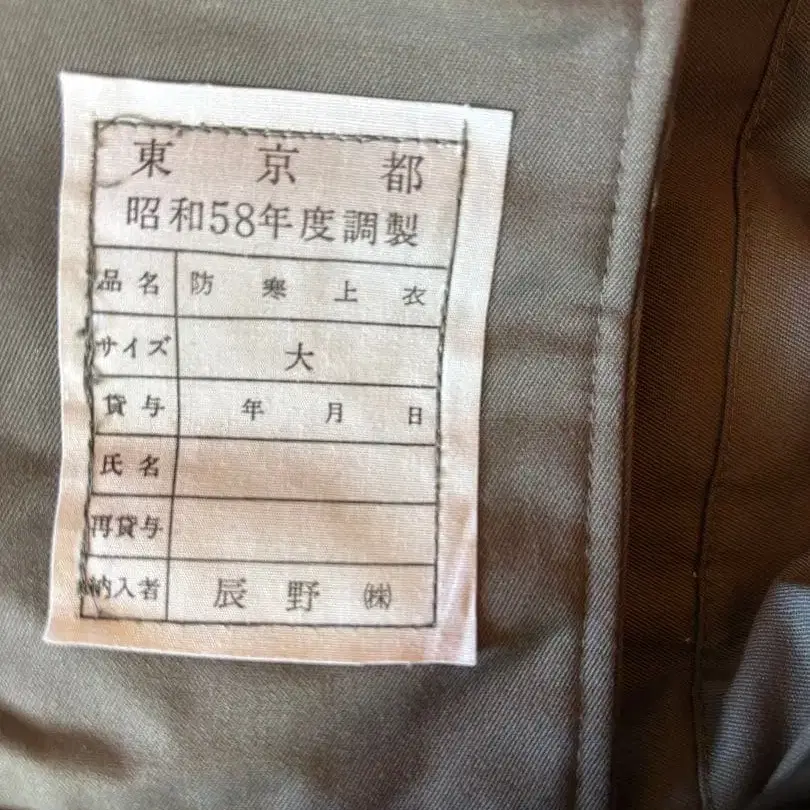 東京都
昭和58年度調製
品名 防寒上衣
サイズ 大
貸与 年 月 日
氏名
再貸与
納入者 辰野㈱